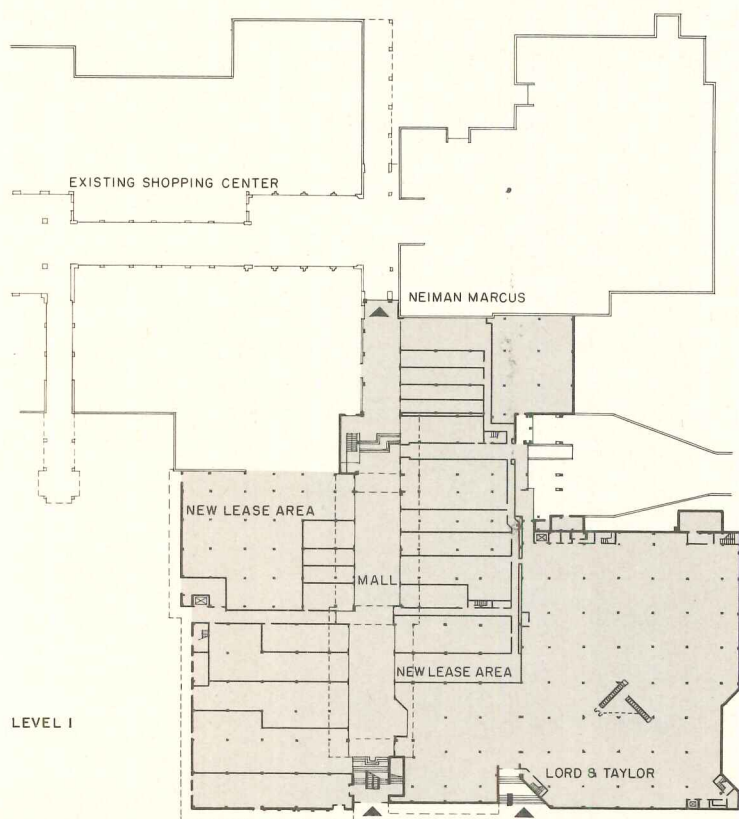 EXISTING SHOPPING CENTER
NEIMAN MARCUS
NEW LEASE AREA
MALL
NEW LEASE AREA
LEVEL I
LORD & TAYLOR